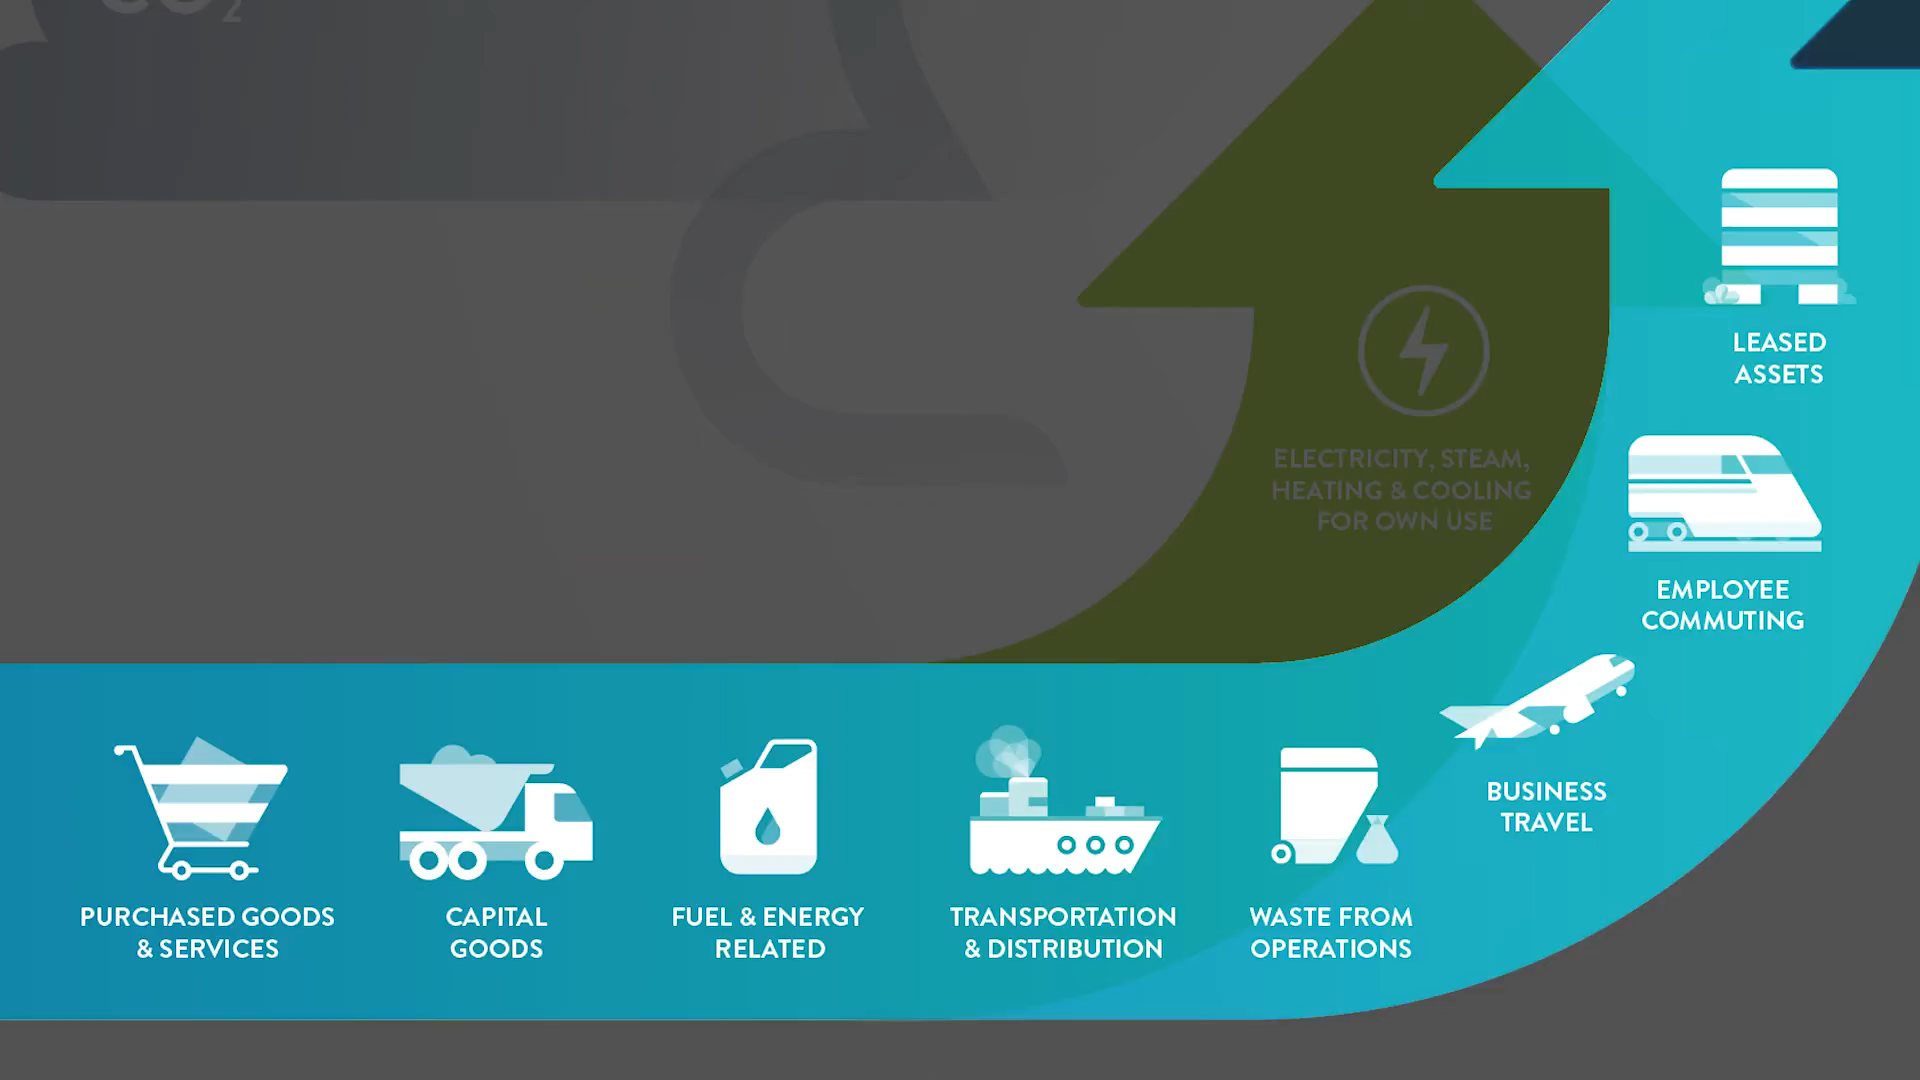 CO2
ELECTRICITY, STEAM,
HEATING & COOLING
FOR OWN USE
LEASED
ASSETS
EMPLOYEE
COMMUTING
BUSINESS
TRAVEL
PURCHASED GOODS
& SERVICES
CAPITAL
GOODS
FUEL & ENERGY
RELATED
TRANSPORTATION
& DISTRIBUTION
WASTE FROM
OPERATIONS